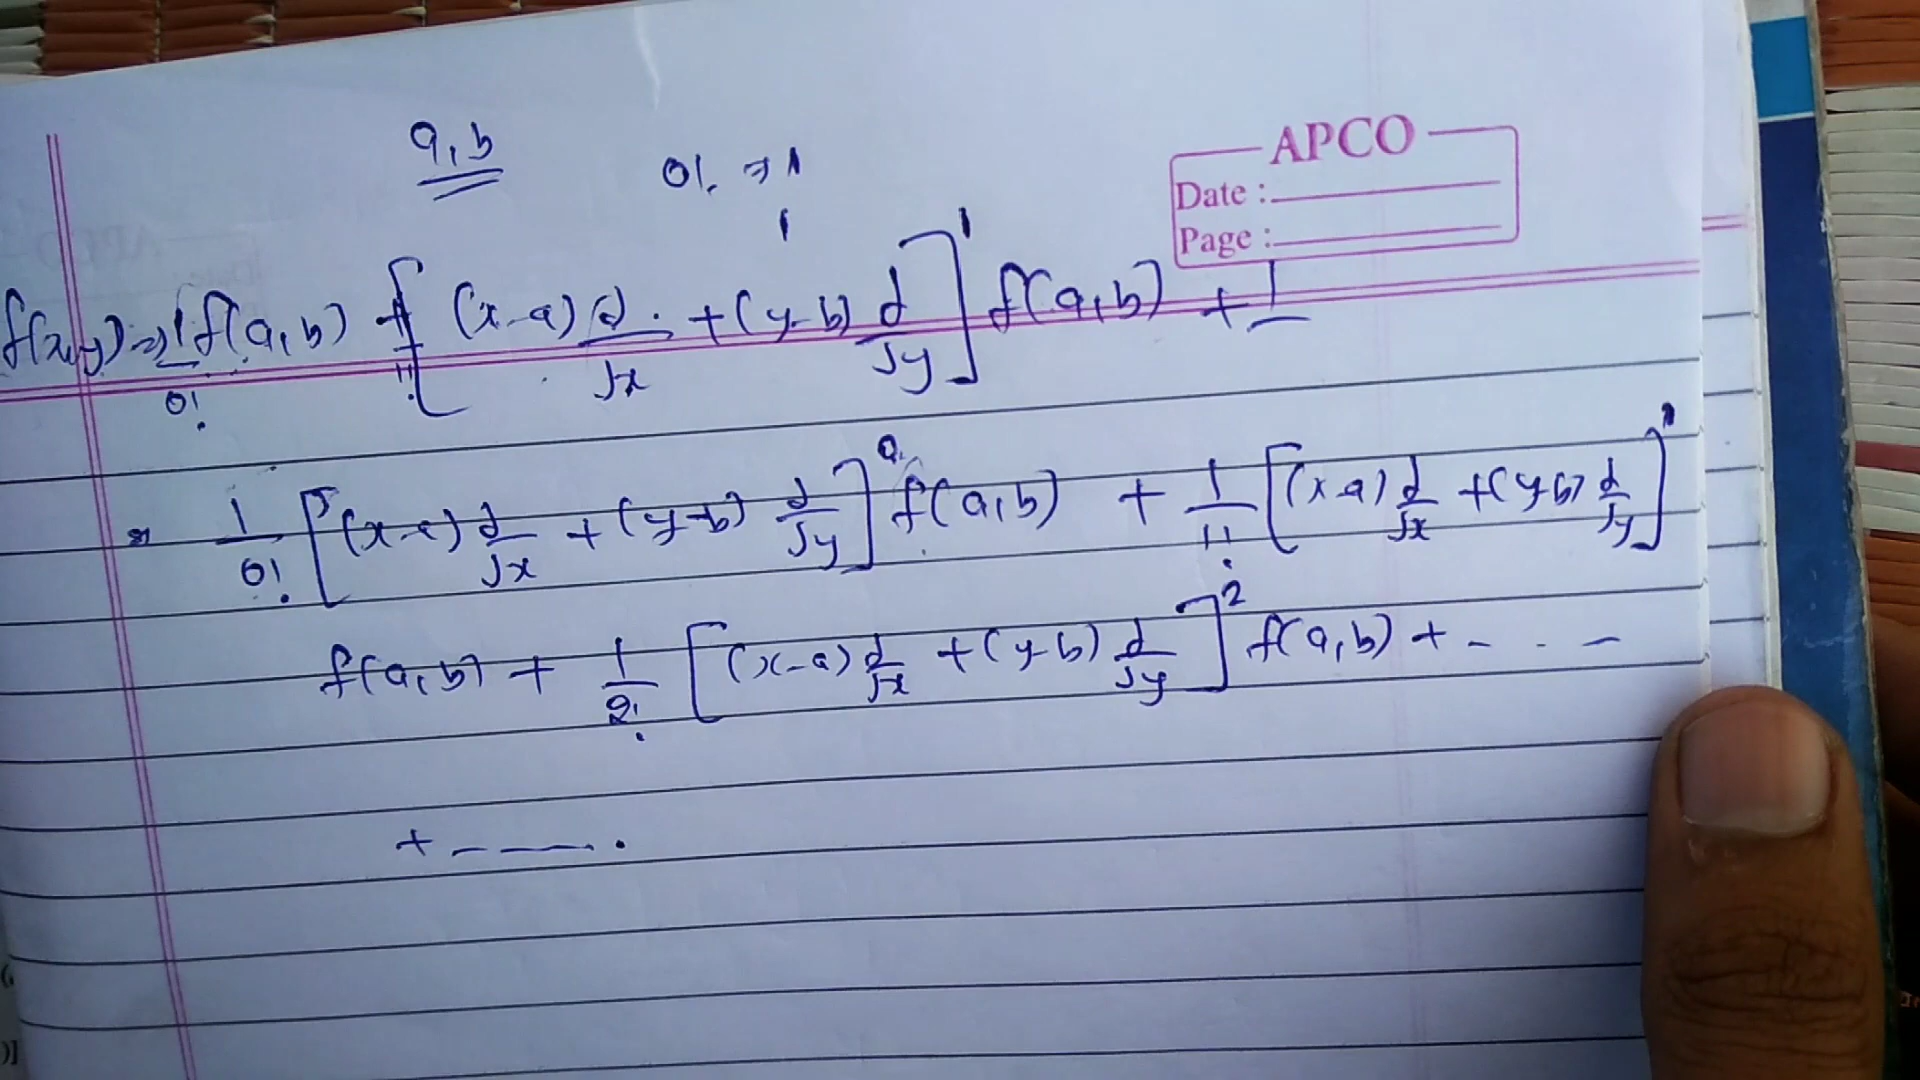 a, b
0! ⇒ 1
APCO
Date :
Page :
1
f(x,y) ⇒ 1/0! f(a,b) + 1/1! [(x-a) ∂/∂x + (y-b) ∂/∂y]^1 f(a,b) + 1
= 1/0! [(x-a) ∂/∂x + (y-b) ∂/∂y]^0 f(a,b) + 1/1! [(x-a) ∂/∂x + (y-b) ∂/∂y]^1
f(a,b) + 1/2! [(x-a) ∂/∂x + (y-b) ∂/∂y]^2 f(a,b) + - - -
+ - - - .